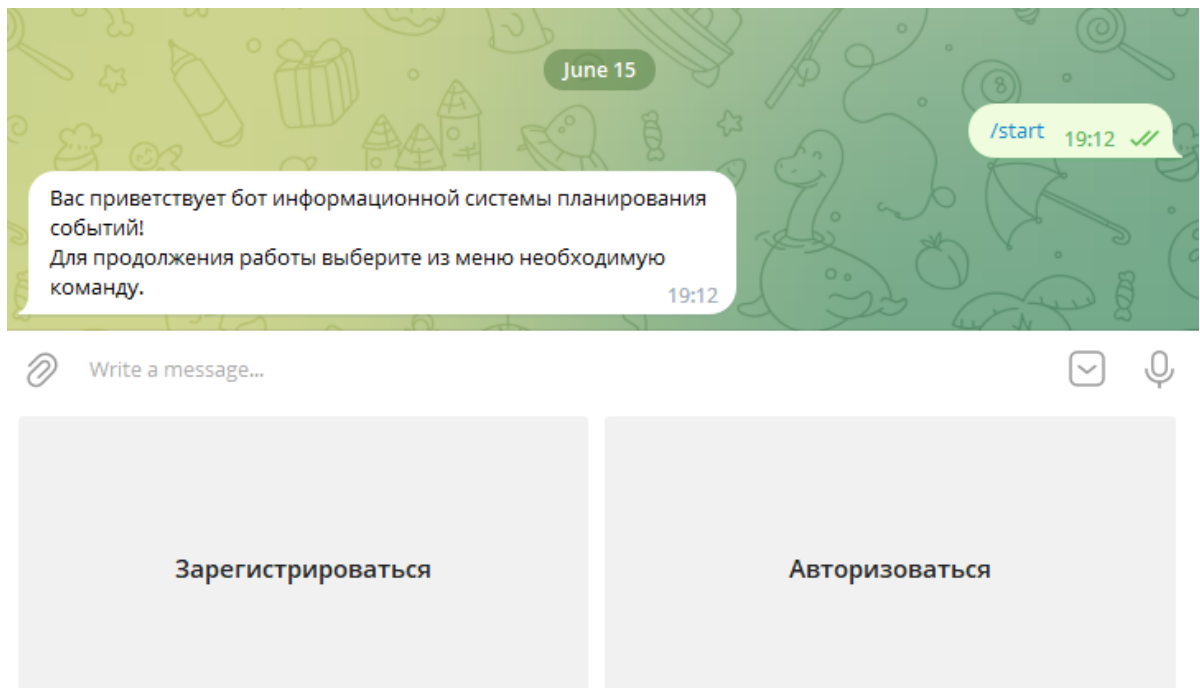 June 15
/start 19:12
Вас приветствует бот информационной системы планирования
событий!
Для продолжения работы выберите из меню необходимую
команду.
19:12
Write a message...
Зарегистрироваться
Авторизоваться